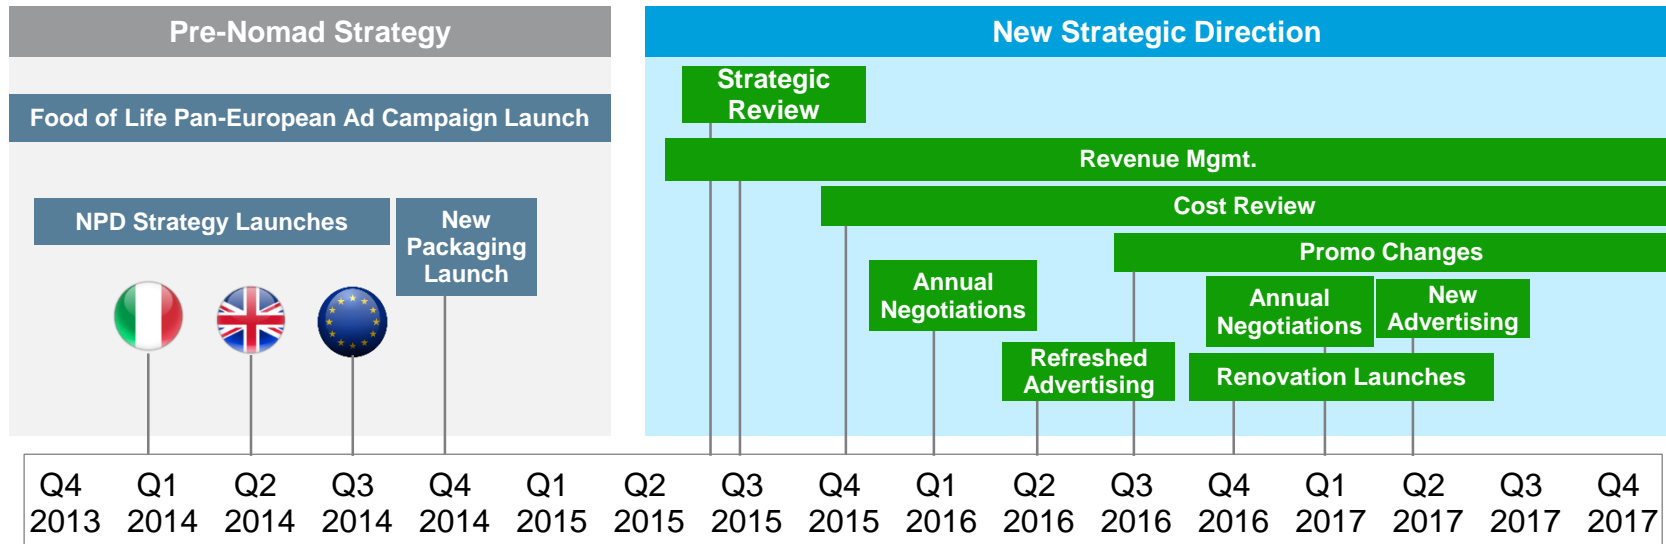 Pre-Nomad Strategy
New Strategic Direction
Food of Life Pan-European Ad Campaign Launch
NPD Strategy Launches
New
Packaging
Launch
Strategic
Review
Revenue Mgmt.
Cost Review
Promo Changes
Annual
Negotiations
Annual
Negotiations
New
Advertising
Refreshed
Advertising
Renovation Launches
Q4 Q1 Q2 Q3 Q4 Q1 Q2 Q3 Q4 Q1 Q2 Q3 Q4 Q1 Q2 Q3 Q4
2013 2014 2014 2014 2014 2015 2015 2015 2015 2016 2016 2016 2016 2017 2017 2017 2017